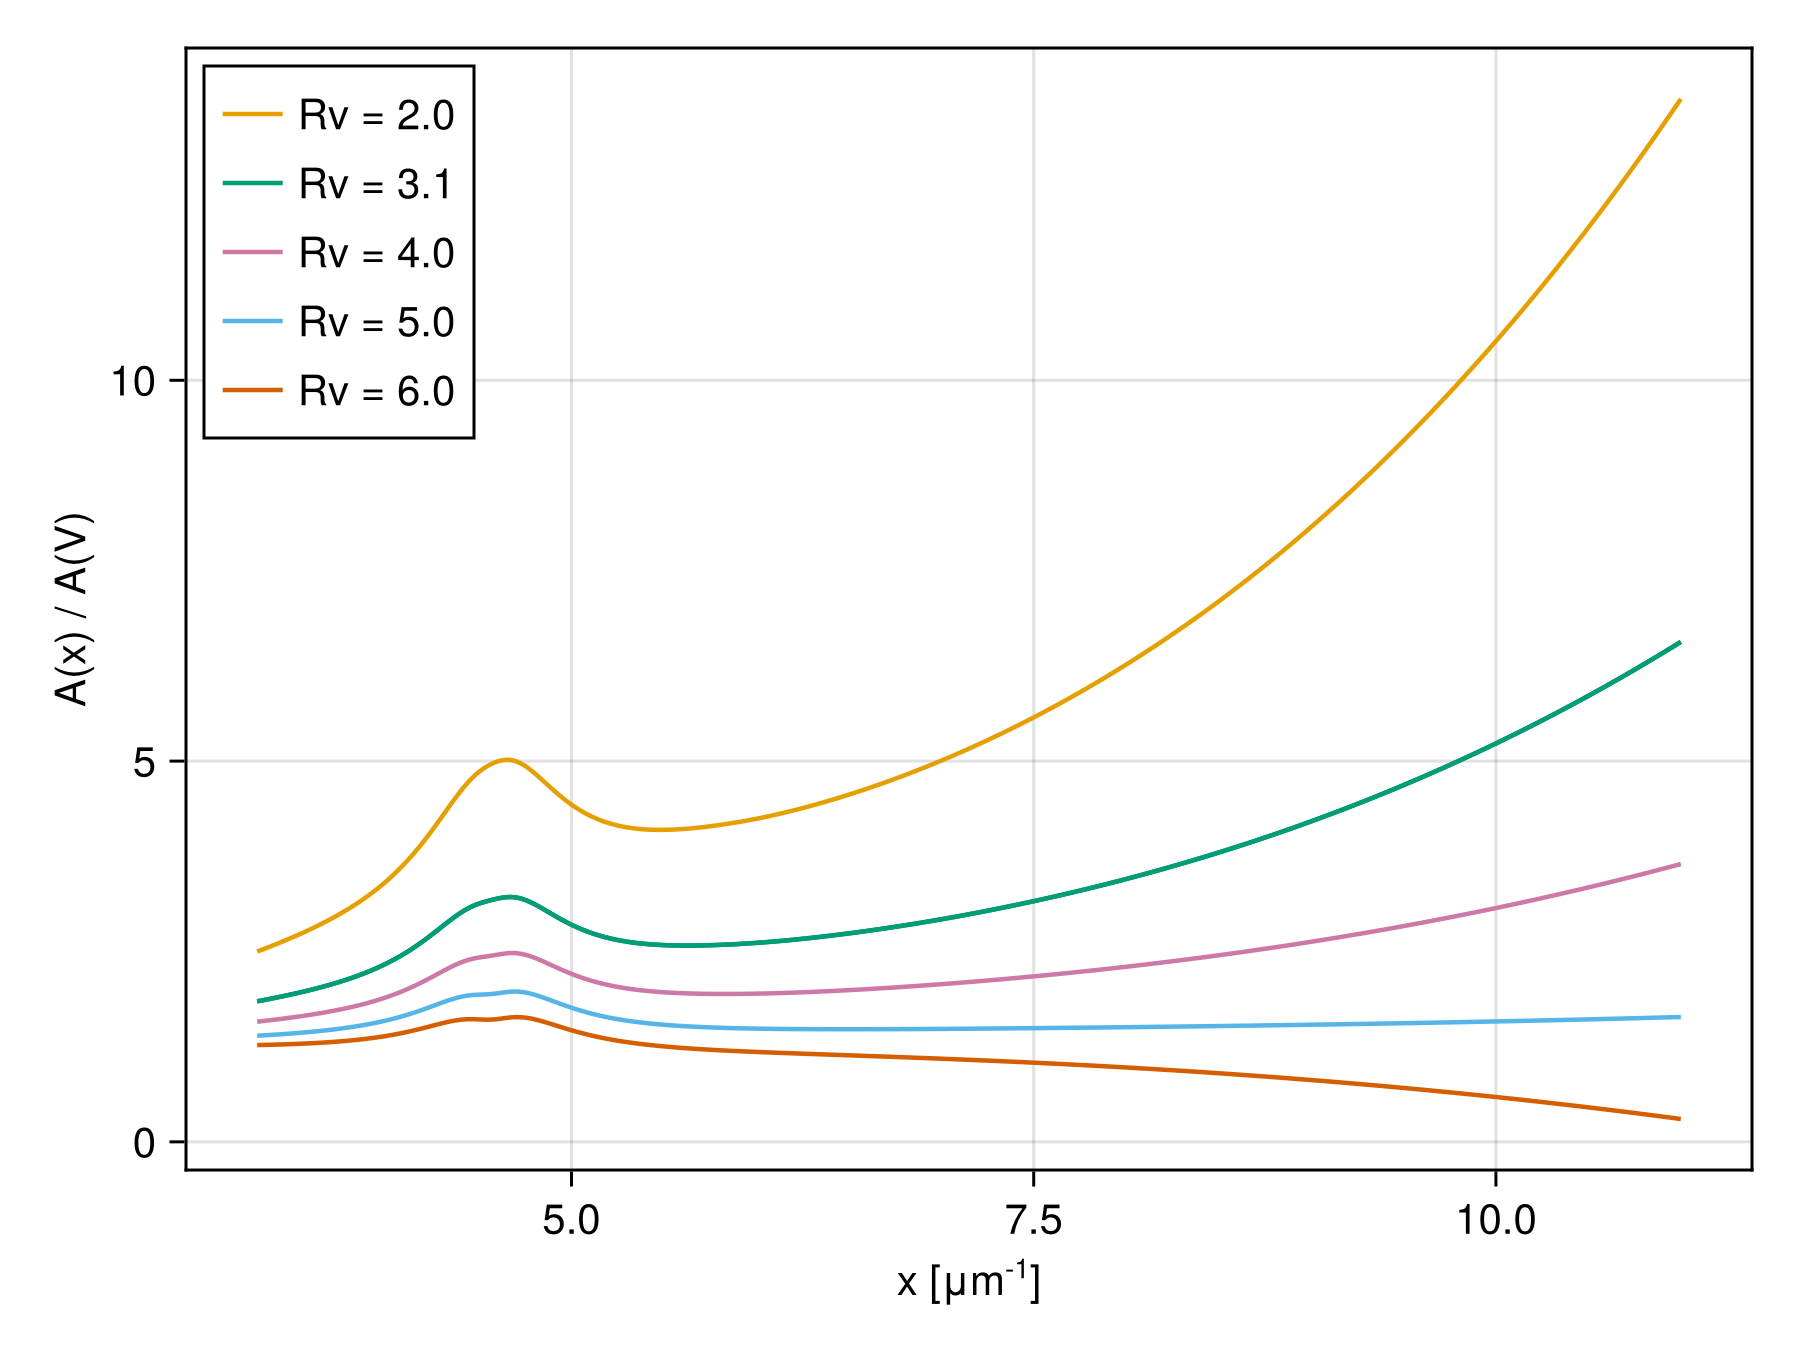 Rv = 2.0
Rv = 3.1
Rv = 4.0
Rv = 5.0
Rv = 6.0
A(x) / A(V)
10
5
0
5.0 7.5 10.0
x [µm⁻¹]